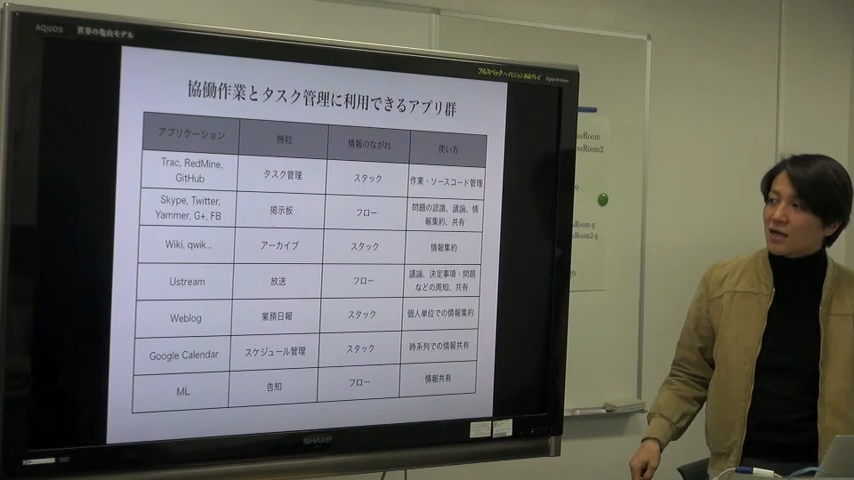 AQUOS 世界の亀山モデル
フルスペックハイビジョン液晶テレビ
協働作業とタスク管理に利用できるアプリ群
アプリケーション 機能 情報のながれ 使い方
Trac, RedMine,
GitHub
タスク管理 スタック 作業・ソースコード管理
Skype, Twitter,
Yammer, G+, FB
掲示板 フロー 問題の認識、議論、情
報集約、共有
Wiki, qwik... アーカイブ スタック 情報集約
Ustream 放送 フロー 議論、決定事項・問題
などの周知、共有
Weblog 業務日報 スタック 個人単位での情報集約
Google Calendar スケジュール管理 スタック 時系列での情報共有
ML 告知 フロー 情報共有
SHARP